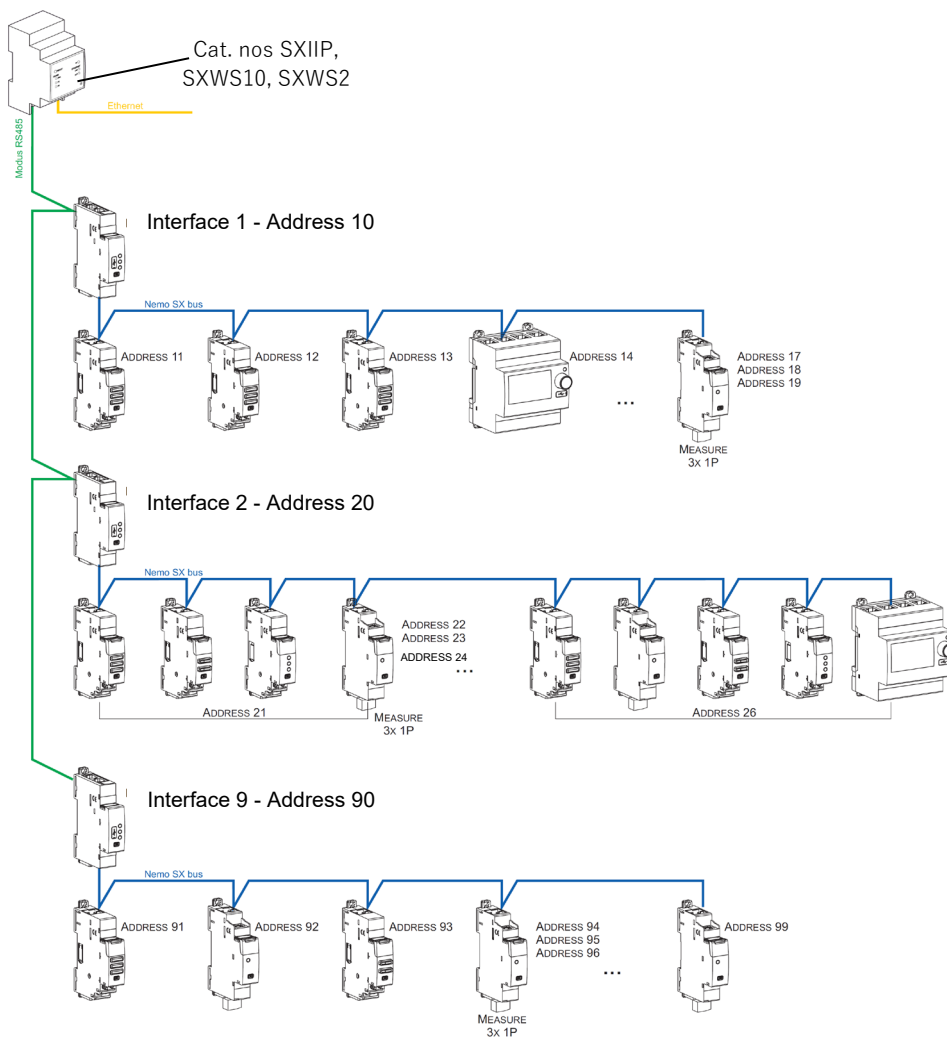 Cat. nos SXIIP,
SXWS10, SXWS2
Ethernet
Modus RS485
Interface 1 - Address 10
Nemo SX bus
ADDRESS 11
ADDRESS 12
ADDRESS 13
ADDRESS 14
ADDRESS 17
ADDRESS 18
ADDRESS 19
...
MEASURE
3X 1P
Interface 2 - Address 20
Nemo SX bus
ADDRESS 22
ADDRESS 23
ADDRESS 24
...
ADDRESS 21
MEASURE
3X 1P
ADDRESS 26
Interface 9 - Address 90
Nemo SX bus
ADDRESS 91
ADDRESS 92
ADDRESS 93
ADDRESS 94
ADDRESS 95
ADDRESS 96
...
ADDRESS 99
MEASURE
3X 1P